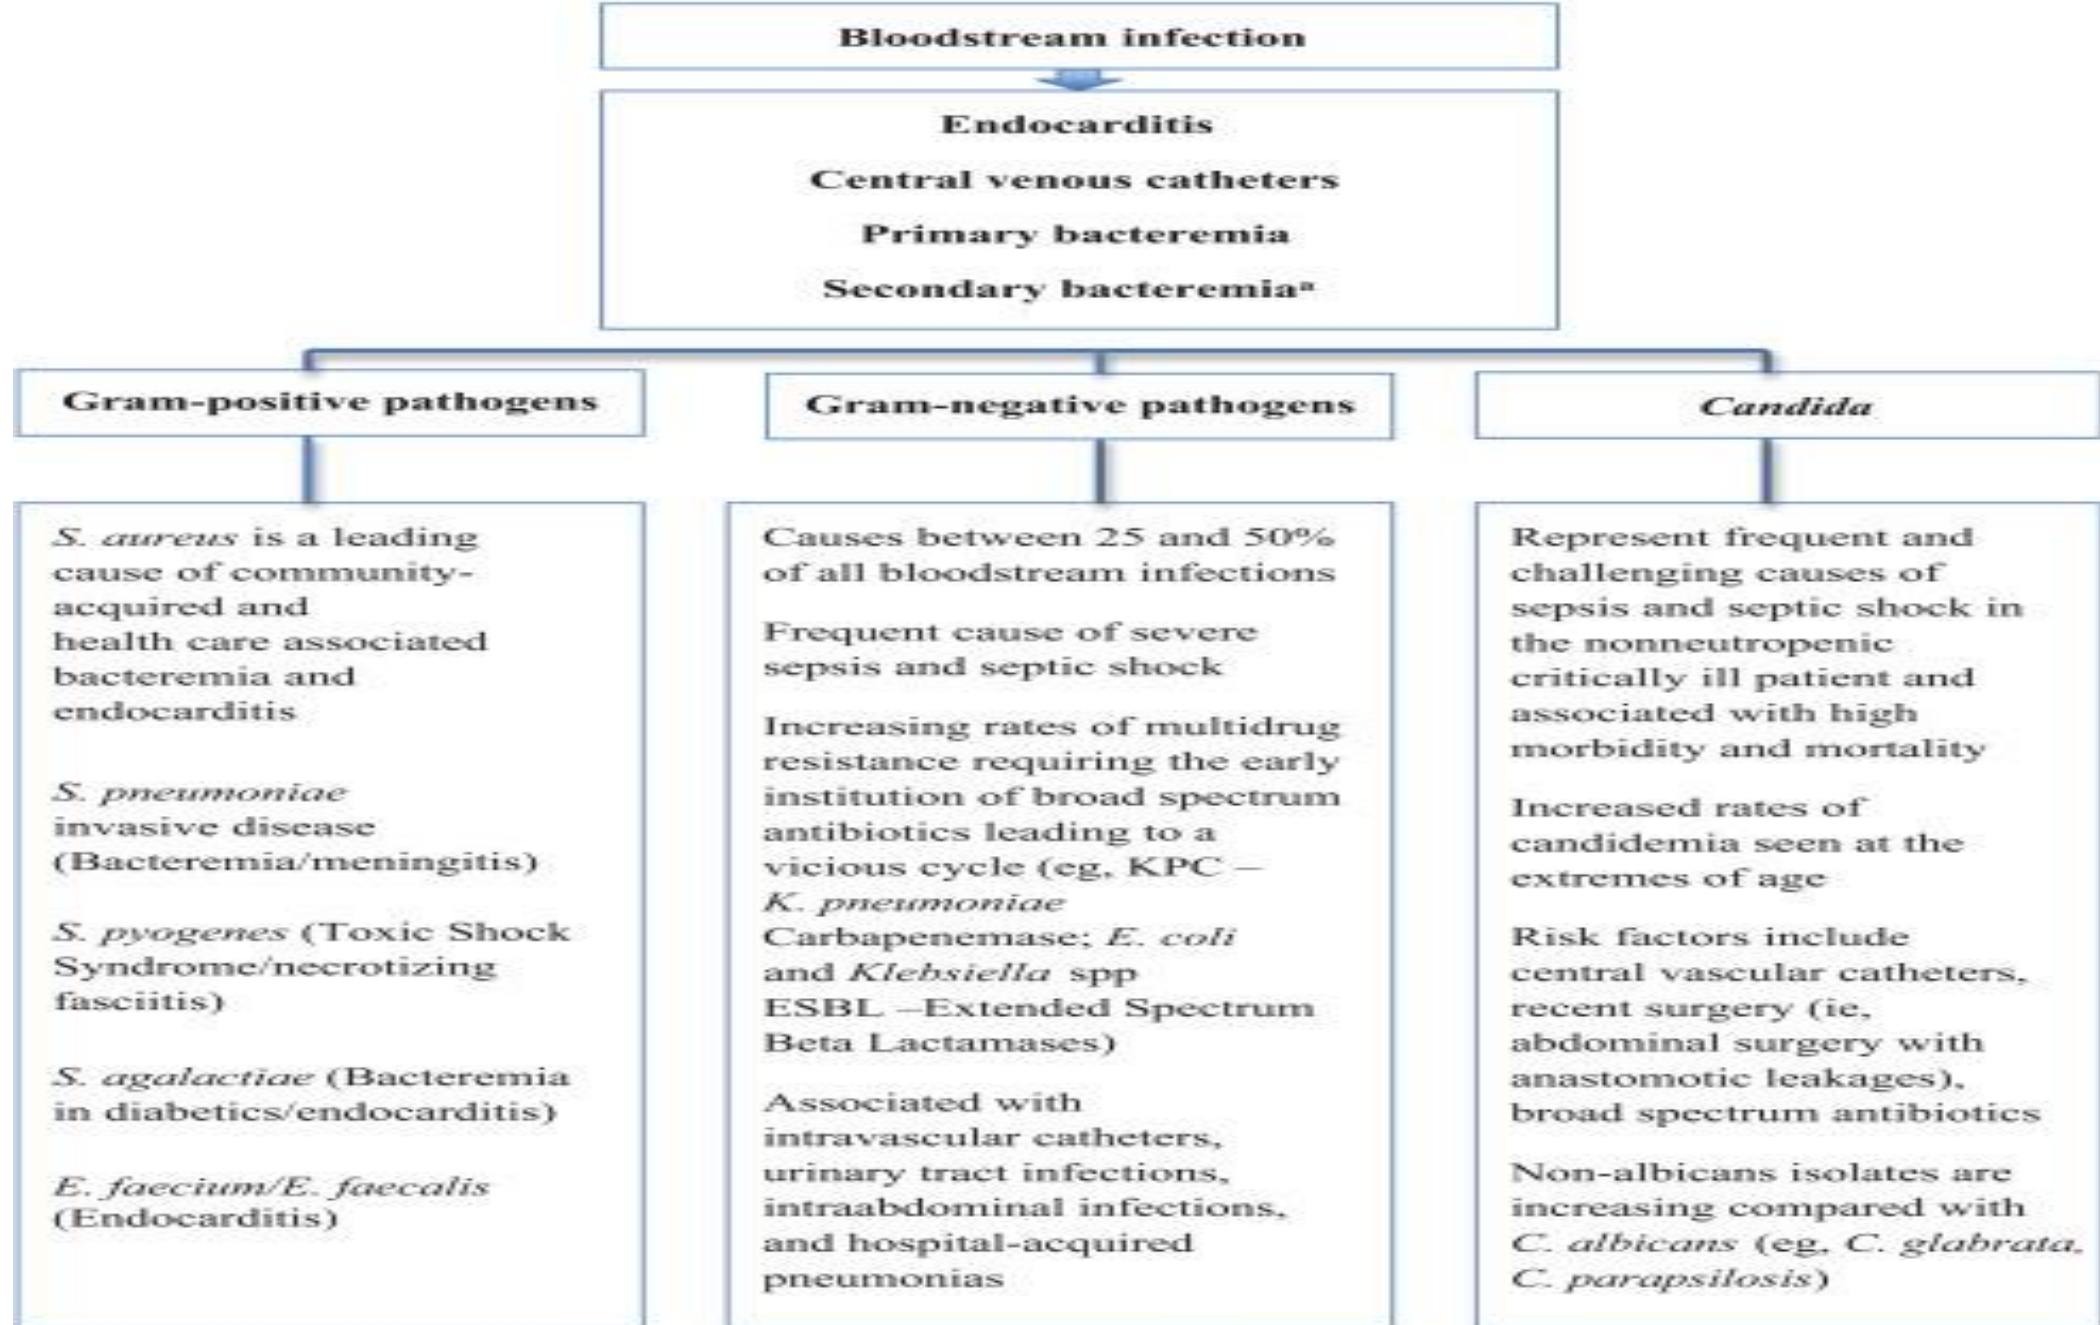 Bloodstream infection
Endocarditis
Central venous catheters
Primary bacteremia
Secondary bacteremiaᵃ
Gram-positive pathogens
S. aureus is a leading
cause of community-
acquired and
health care associated
bacteremia and
endocarditis
S. pneumoniae
invasive disease
(Bacteremia/meningitis)
S. pyogenes (Toxic Shock
Syndrome/necrotizing
fasciitis)
S. agalactiae (Bacteremia
in diabetics/endocarditis)
E. faecium/E. faecalis
(Endocarditis)
Gram-negative pathogens
Causes between 25 and 50%
of all bloodstream infections
Frequent cause of severe
sepsis and septic shock
Increasing rates of multidrug
resistance requiring the early
institution of broad spectrum
antibiotics leading to a
vicious cycle (eg, KPC –
K. pneumoniae
Carbapenemase; E. coli
and Klebsiella spp
ESBL –Extended Spectrum
Beta Lactamases)
Associated with
intravascular catheters,
urinary tract infections,
intraabdominal infections,
and hospital-acquired
pneumonias
Candida
Represent frequent and
challenging causes of
sepsis and septic shock in
the nonneutropenic
critically ill patient and
associated with high
morbidity and mortality
Increased rates of
candidemia seen at the
extremes of age
Risk factors include
central vascular catheters,
recent surgery (ie,
abdominal surgery with
anastomotic leakages),
broad spectrum antibiotics
Non-albicans isolates are
increasing compared with
C. albicans (eg, C. glabrata,
C. parapsilosis)